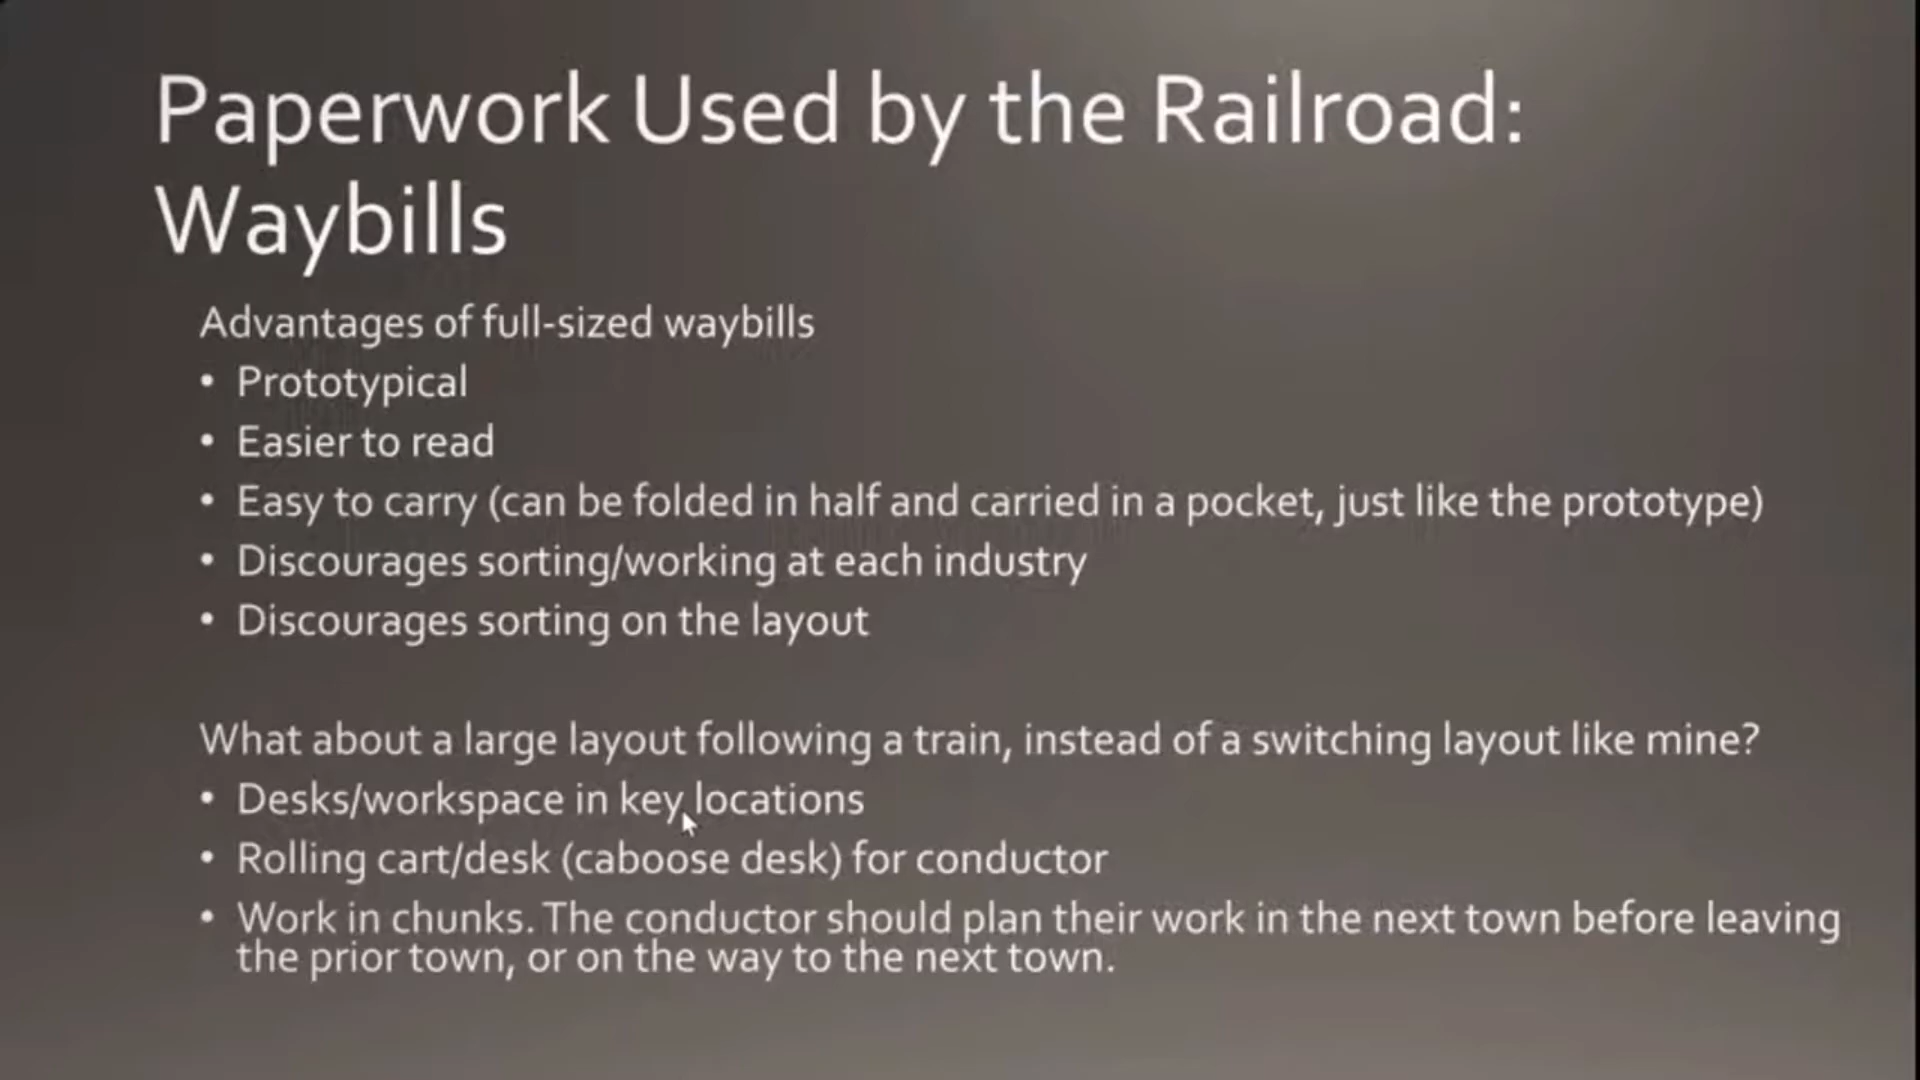 Paperwork Used by the Railroad:
Waybills
Advantages of full-sized waybills
• Prototypical
• Easier to read
• Easy to carry (can be folded in half and carried in a pocket, just like the prototype)
• Discourages sorting/working at each industry
• Discourages sorting on the layout
What about a large layout following a train, instead of a switching layout like mine?
• Desks/workspace in key locations
• Rolling cart/desk (caboose desk) for conductor
• Work in chunks. The conductor should plan their work in the next town before leaving
the prior town, or on the way to the next town.